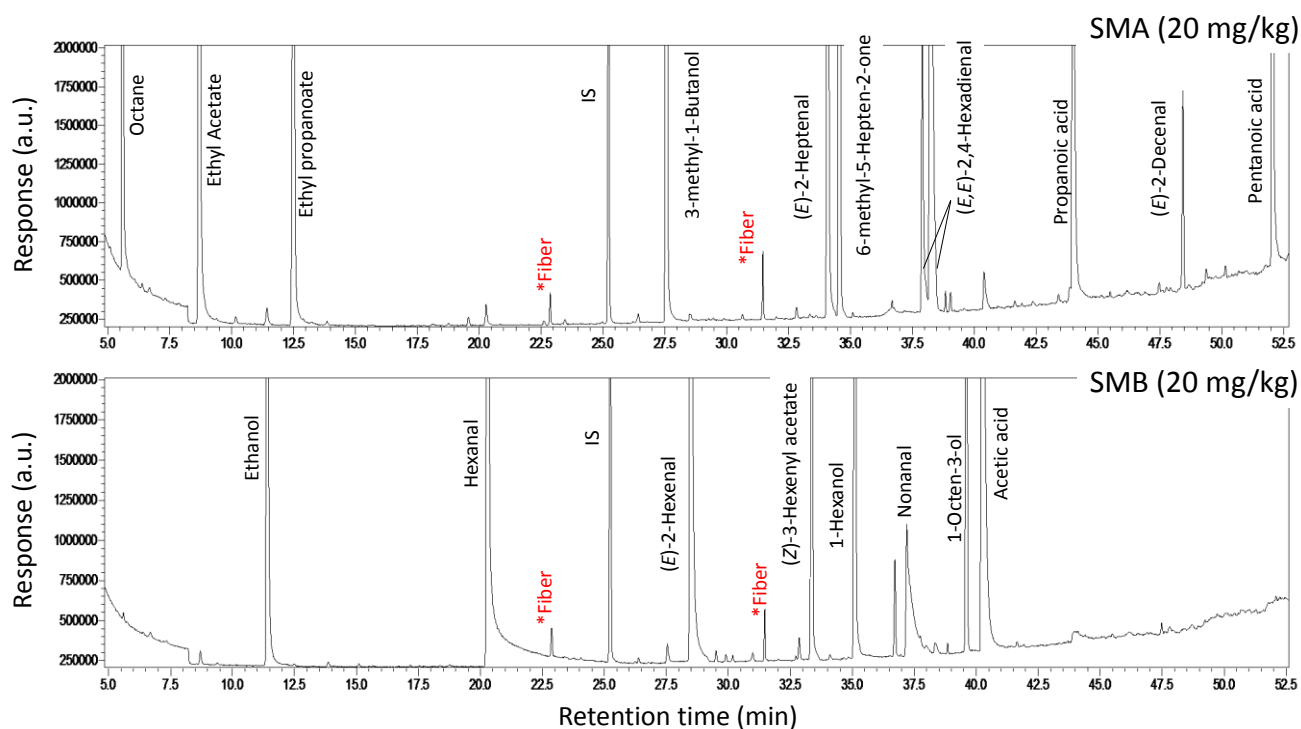 SMA (20 mg/kg)
Response (a.u.)
2000000
1750000
1500000
1250000
1000000
750000
500000
250000
Octane
Ethyl Acetate
Ethyl propanoate
*Fiber
IS
3-methyl-1-Butanol
*Fiber
(E)-2-Heptenal
6-methyl-5-Hepten-2-one
(E,E)-2,4-Hexadienal
Propanoic acid
(E)-2-Decenal
Pentanoic acid
5.0 7.5 10.0 12.5 15.0 17.5 20.0 22.5 25.0 27.5 30.0 32.5 35.0 37.5 40.0 42.5 45.0 47.5 50.0 52.5
SMB (20 mg/kg)
Response (a.u.)
2000000
1750000
1500000
1250000
1000000
750000
500000
250000
Ethanol
Hexanal
*Fiber
IS
(E)-2-Hexenal
*Fiber
(Z)-3-Hexenyl acetate
1-Hexanol
Nonanal
1-Octen-3-ol
Acetic acid
5.0 7.5 10.0 12.5 15.0 17.5 20.0 22.5 25.0 27.5 30.0 32.5 35.0 37.5 40.0 42.5 45.0 47.5 50.0 52.5
Retention time (min)